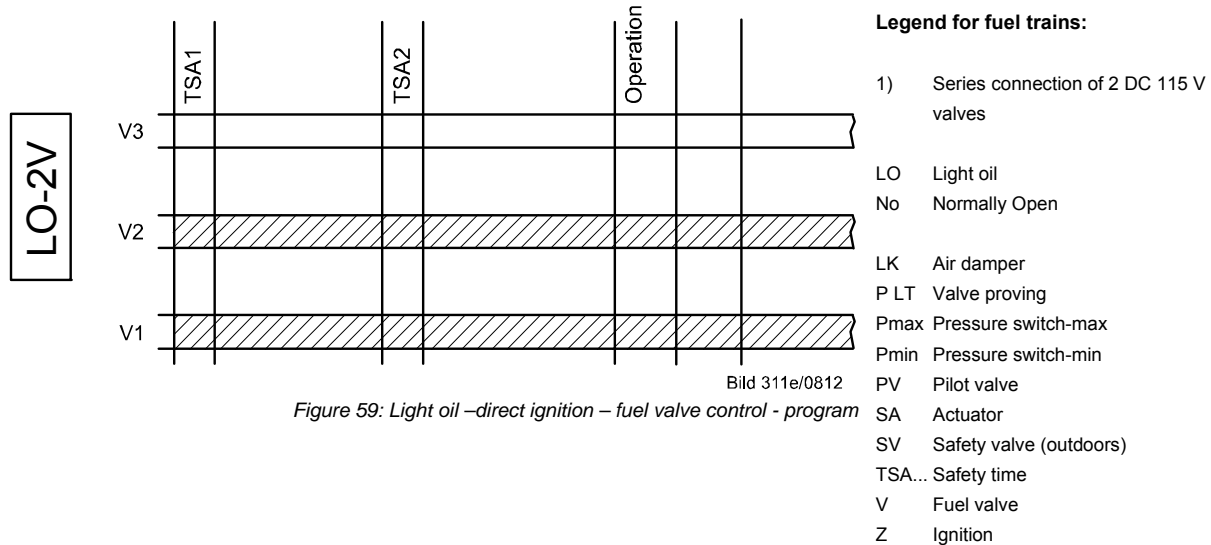 LO-2V
TSA1
TSA2
Operation
V3
V2
V1
Bild 311e/0812
Figure 59: Light oil –direct ignition – fuel valve control - program
Legend for fuel trains:
1) Series connection of 2 DC 115 V
valves
LO Light oil
No Normally Open
LK Air damper
P LT Valve proving
Pmax Pressure switch-max
Pmin Pressure switch-min
PV Pilot valve
SA Actuator
SV Safety valve (outdoors)
TSA... Safety time
V Fuel valve
Z Ignition